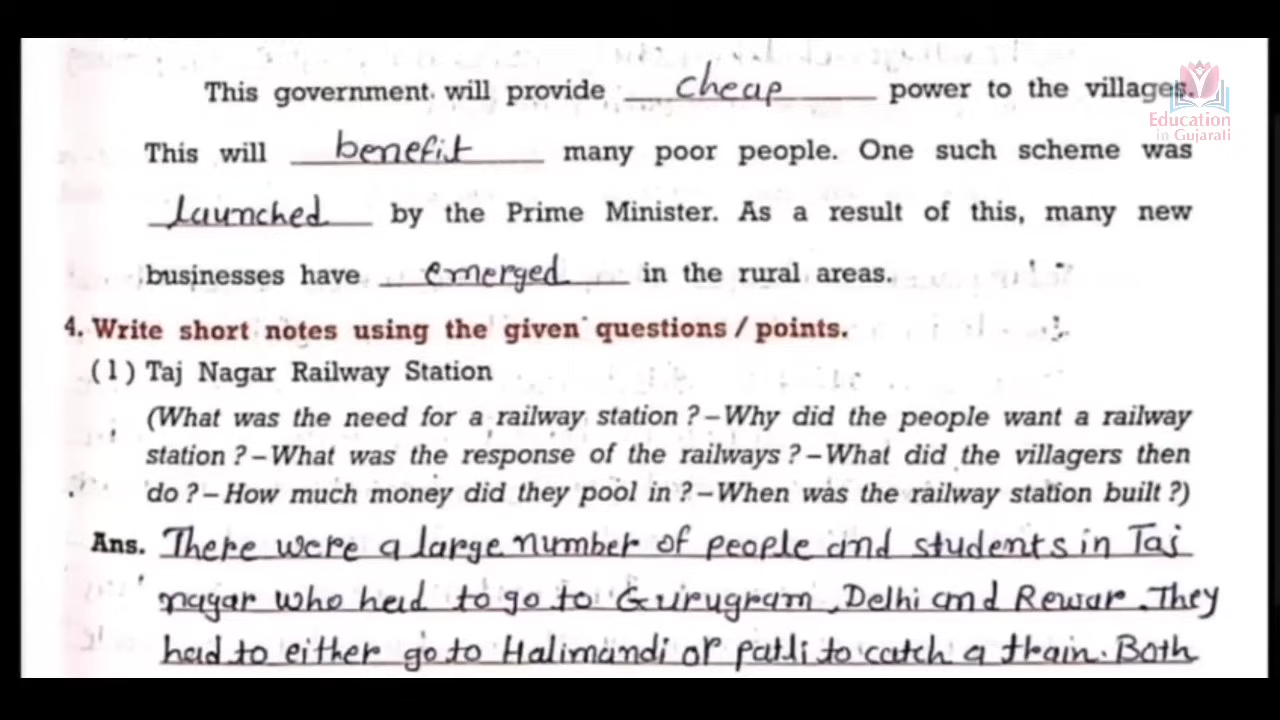 This government will provide cheap power to the villages.
Education
in Gujarati
This will benefit many poor people. One such scheme was
launched by the Prime Minister. As a result of this, many new
businesses have emerged in the rural areas.
4. Write short notes using the given questions / points.
(1) Taj Nagar Railway Station
(What was the need for a railway station ? – Why did the people want a railway
station ? – What was the response of the railways ? – What did the villagers then
do ? – How much money did they pool in ? – When was the railway station built ?)
Ans. There were a large number of people and students in Taj
nagar who had to go to Gurugram, Delhi and Rewar. They
had to either go to Halimandi or patli to catch a train. Both